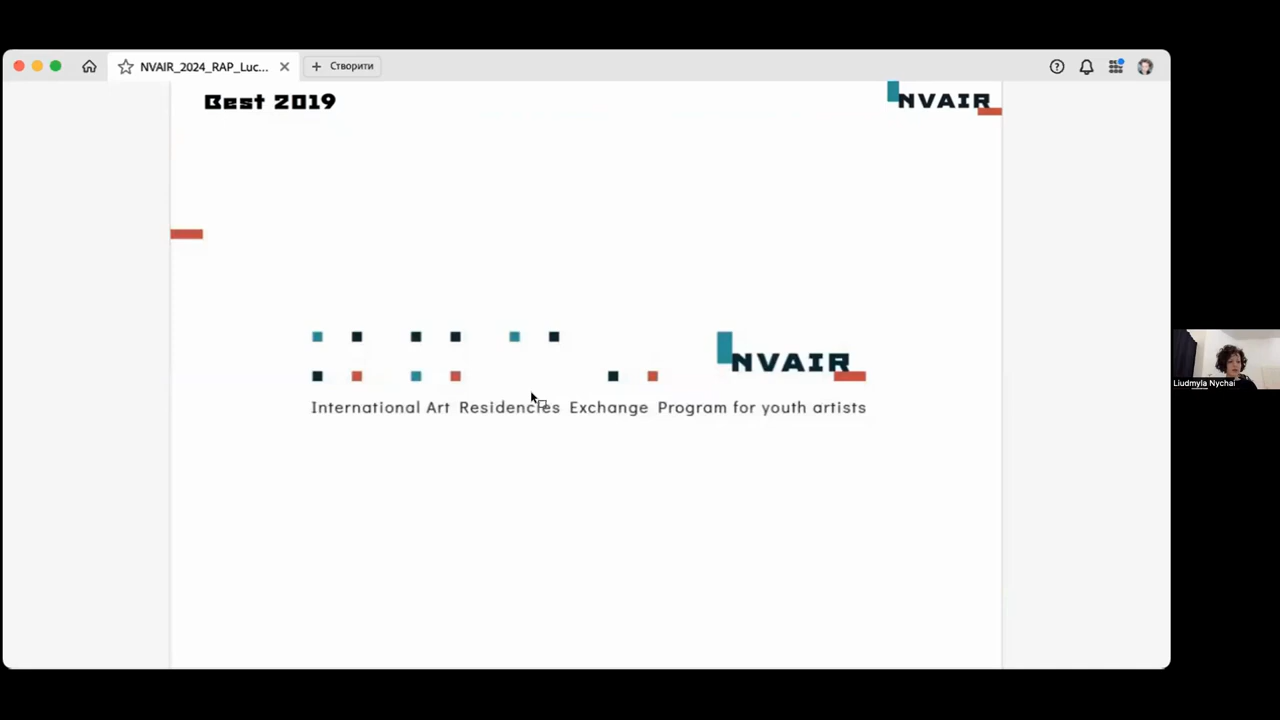 NVAIR_2024_RAP_Luc...
Створити
Best 2019
NVAIR
NVAIR
International Art Residencies Exchange Program for youth artists
Liudmyla Nychai